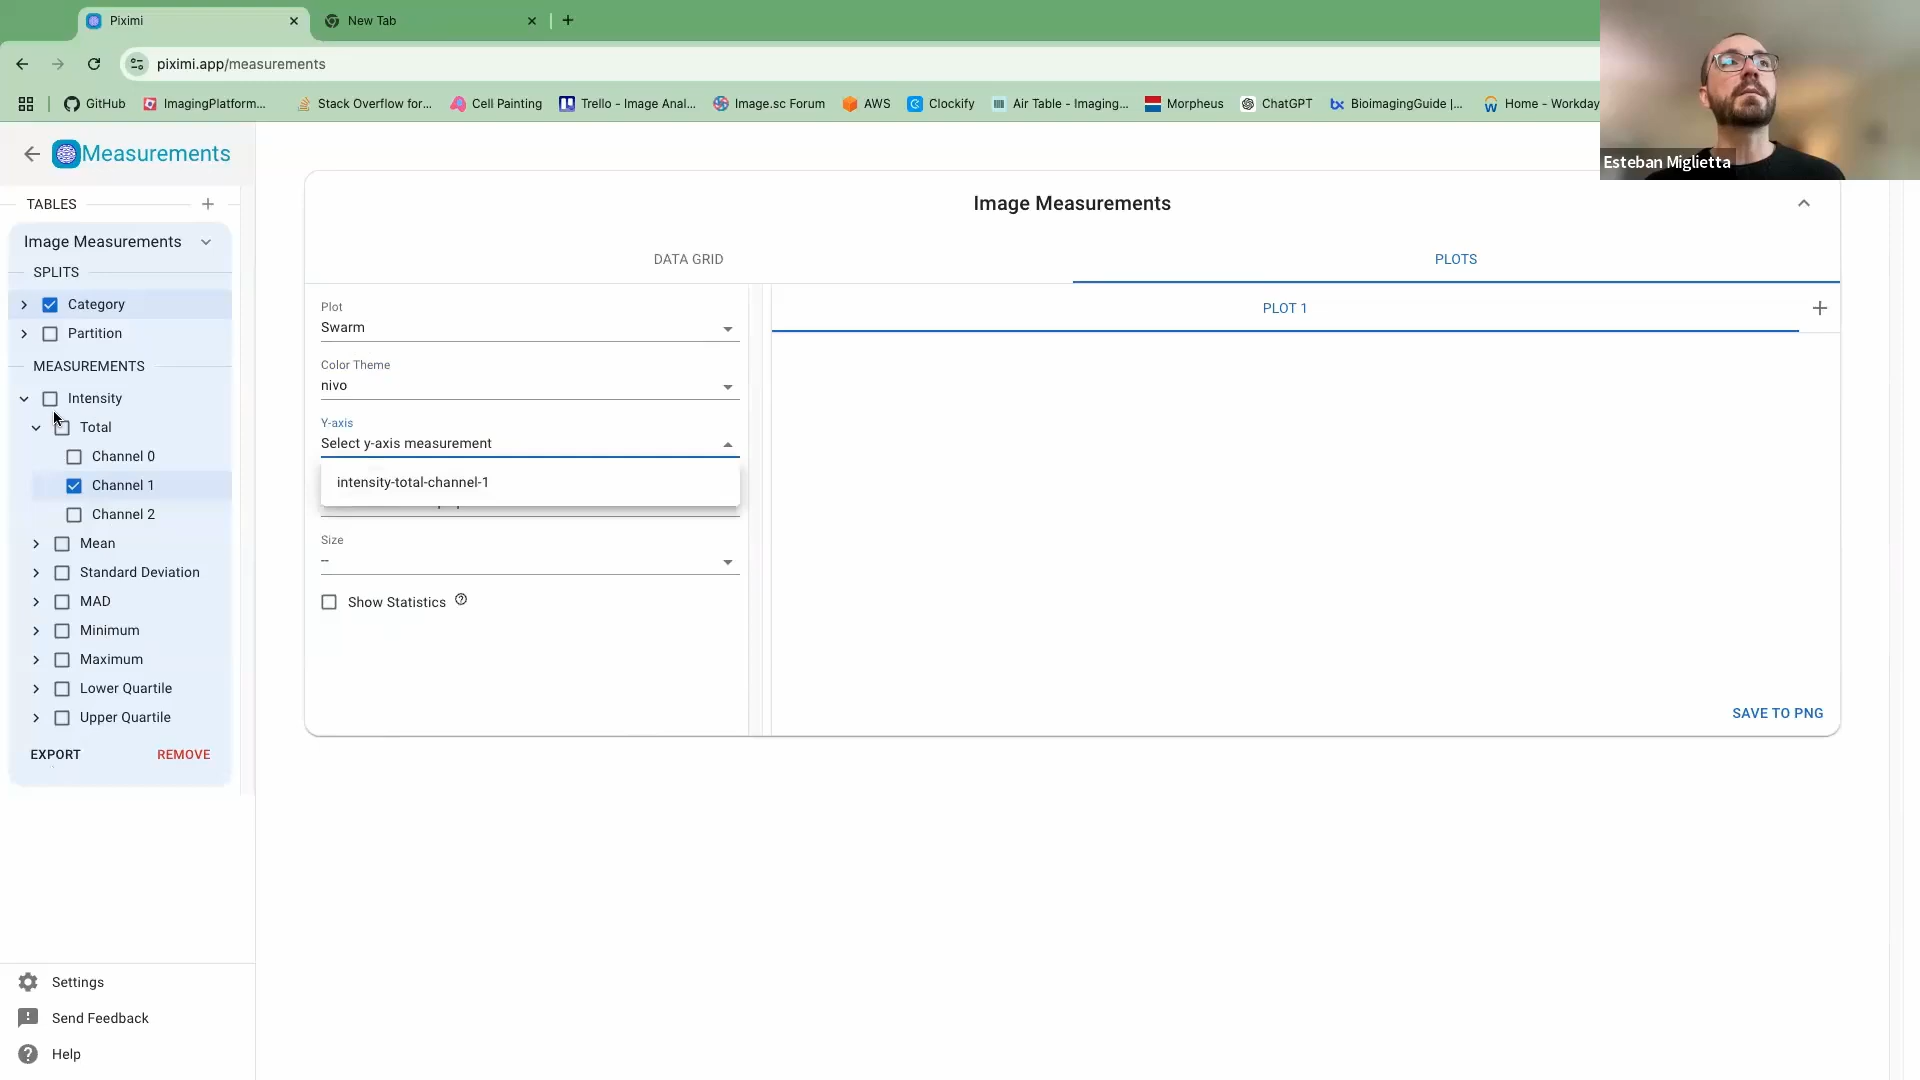 Piximi
New Tab
piximi.app/measurements
GitHub
ImagingPlatform...
Stack Overflow for...
Cell Painting
Trello - Image Anal...
Image.sc Forum
AWS
Clockify
Air Table - Imaging...
Morpheus
ChatGPT
BioimagingGuide |...
Home - Workday
Esteban Miglietta
Measurements
TABLES
Image Measurements
SPLITS
Category
Partition
MEASUREMENTS
Intensity
Total
Channel 0
Channel 1
Channel 2
Mean
Standard Deviation
MAD
Minimum
Maximum
Lower Quartile
Upper Quartile
EXPORT
REMOVE
Settings
Send Feedback
Help
Image Measurements
DATA GRID
PLOTS
Plot
Swarm
Color Theme
nivo
Y-axis
Select y-axis measurement
intensity-total-channel-1
Size
--
Show Statistics
PLOT 1
SAVE TO PNG